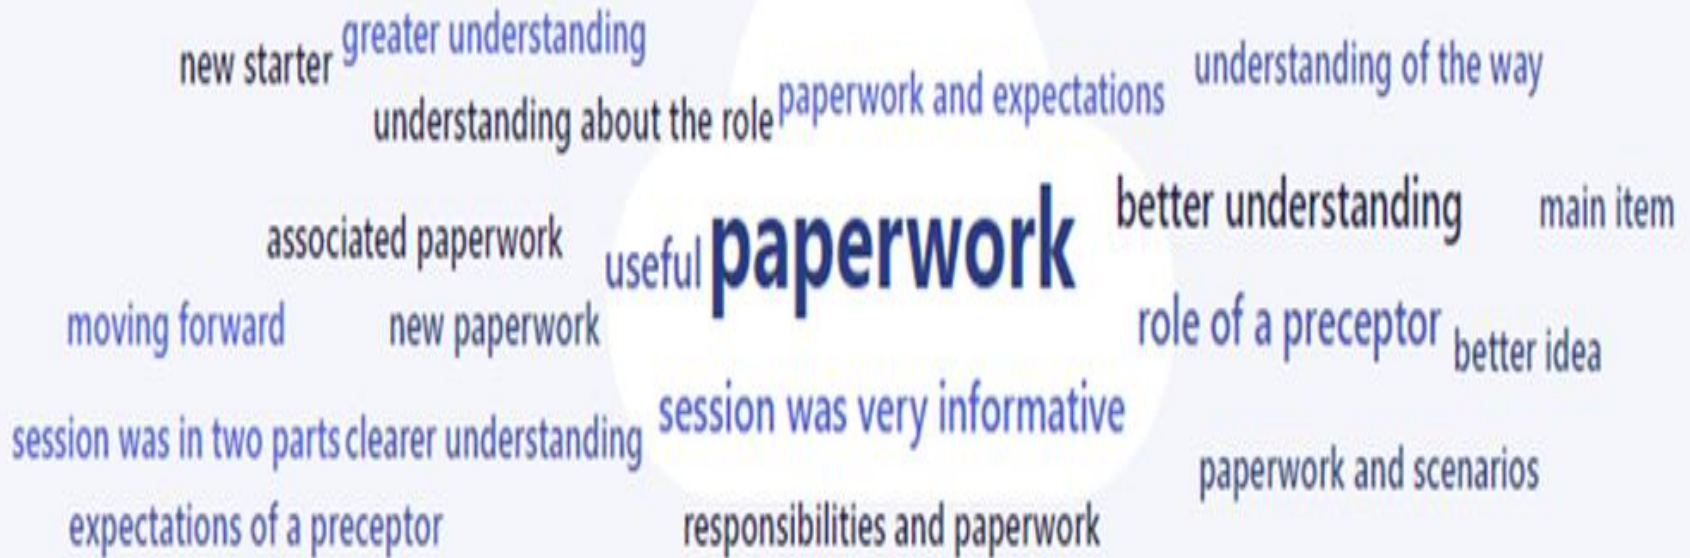 new starter
greater understanding
understanding about the role
paperwork and expectations
understanding of the way
associated paperwork
useful
paperwork
better understanding
main item
moving forward
new paperwork
role of a preceptor
better idea
session was in two parts
clearer understanding
session was very informative
paperwork and scenarios
expectations of a preceptor
responsibilities and paperwork